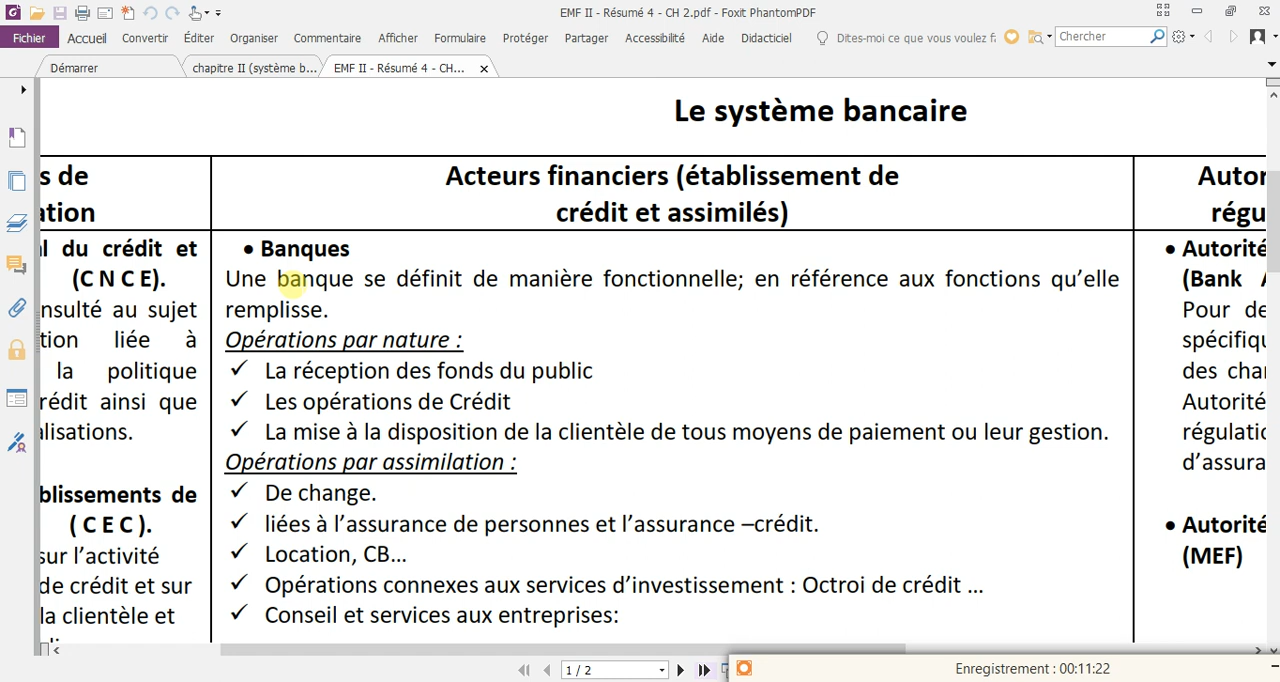 EMF II - Résumé 4 - CH 2.pdf - Foxit PhantomPDF
Fichier Accueil Convertir Éditer Organiser Commentaire Afficher Formulaire Protéger Partager Accessibilité Aide Didacticiel Dites-moi ce que vous voulez f Chercher
Démarrer chapitre II (système b... EMF II - Résumé 4 - CH...
Le système bancaire
s de
ation
l du crédit et
(C N C E).
nsulté au sujet
tion liée à
la politique
rédit ainsi que
lisations.
blissements de
( C E C ).
sur l'activité
de crédit et sur
la clientèle et
Acteurs financiers (établissement de
crédit et assimilés)
• Banques
Une banque se définit de manière fonctionnelle; en référence aux fonctions qu'elle
remplisse.
Opérations par nature :
✓ La réception des fonds du public
✓ Les opérations de Crédit
✓ La mise à la disposition de la clientèle de tous moyens de paiement ou leur gestion.
Opérations par assimilation :
✓ De change.
✓ liées à l'assurance de personnes et l'assurance –crédit.
✓ Location, CB...
✓ Opérations connexes aux services d'investissement : Octroi de crédit ...
✓ Conseil et services aux entreprises:
Autor
régu
• Autorité
(Bank A
Pour de
spécifiqu
des char
Autorité
régulatio
d'assura
• Autorité
(MEF)
1 / 2
Enregistrement : 00:11:22